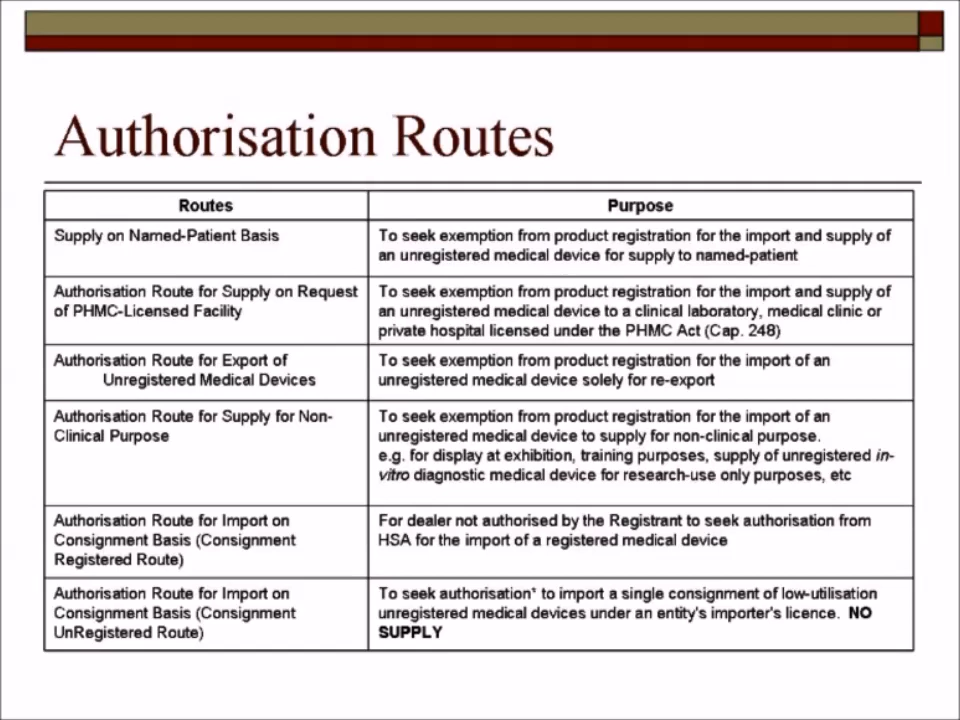 Authorisation Routes
Routes
Purpose
Supply on Named-Patient Basis
To seek exemption from product registration for the import and supply of
an unregistered medical device for supply to named-patient
Authorisation Route for Supply on Request
of PHMC-Licensed Facility
To seek exemption from product registration for the import and supply of
an unregistered medical device to a clinical laboratory, medical clinic or
private hospital licensed under the PHMC Act (Cap. 248)
Authorisation Route for Export of
Unregistered Medical Devices
To seek exemption from product registration for the import of an
unregistered medical device solely for re-export
Authorisation Route for Supply for Non-
Clinical Purpose
To seek exemption from product registration for the import of an
unregistered medical device to supply for non-clinical purpose.
e.g. for display at exhibition, training purposes, supply of unregistered in-
vitro diagnostic medical device for research-use only purposes, etc
Authorisation Route for Import on
Consignment Basis (Consignment
Registered Route)
For dealer not authorised by the Registrant to seek authorisation from
HSA for the import of a registered medical device
Authorisation Route for Import on
Consignment Basis (Consignment
UnRegistered Route)
To seek authorisation* to import a single consignment of low-utilisation
unregistered medical devices under an entity's importer's licence. NO
SUPPLY